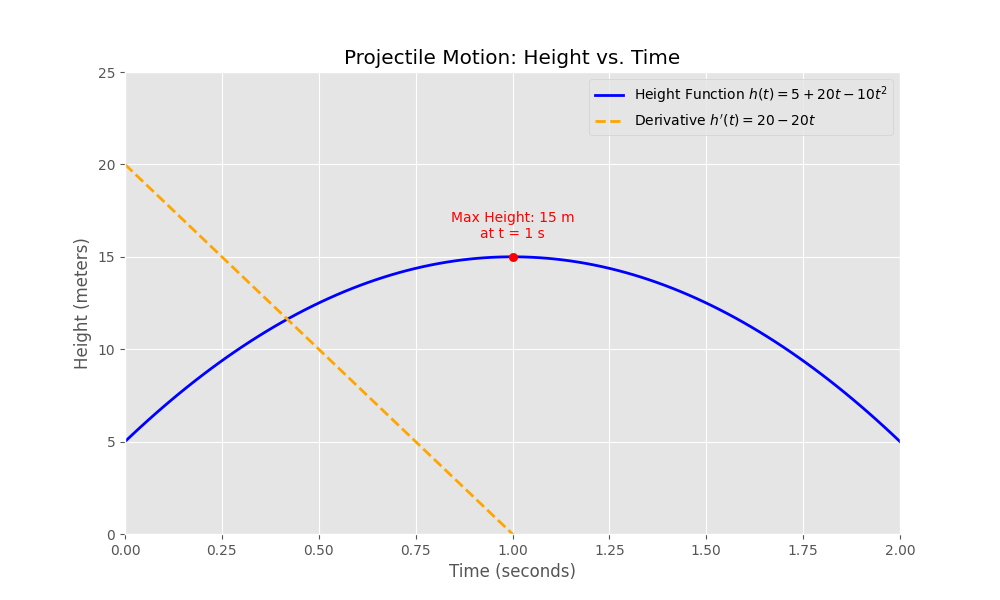 Projectile Motion: Height vs. Time
25
20
15
10
5
0
Height (meters)
Height Function h(t) = 5 + 20t − 10t²
Derivative h′(t) = 20 − 20t
Max Height: 15 m
at t = 1 s
0.00 0.25 0.50 0.75 1.00 1.25 1.50 1.75 2.00
Time (seconds)